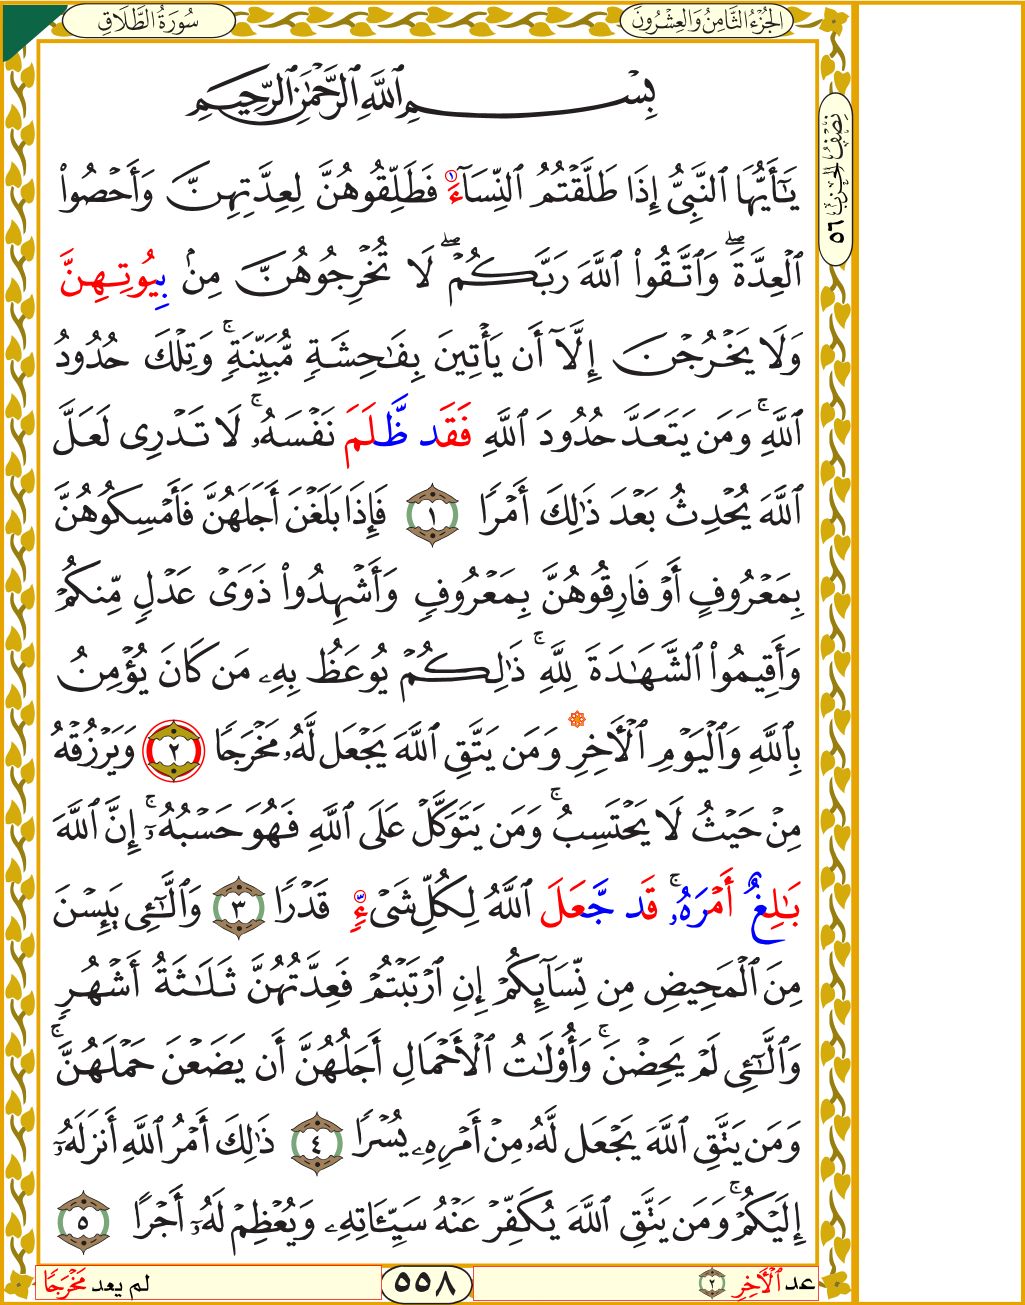 سُورَةُ الطَّلَاقِ
الجُزْءُ الثَّامِنُ وَالعِشْرُونَ
نِصْفُ الحِزْبِ ٥٦
بِسْمِ ٱللَّهِ ٱلرَّحْمَٰنِ ٱلرَّحِيمِ
يَٰٓأَيُّهَا ٱلنَّبِىُّ إِذَا طَلَّقْتُمُ ٱلنِّسَآءَ ١ فَطَلِّقُوهُنَّ لِعِدَّتِهِنَّ وَأَحْصُوا۟
ٱلْعِدَّةَ ۖ وَٱتَّقُوا۟ ٱللَّهَ رَبَّكُمْ ۖ لَا تُخْرِجُوهُنَّ مِنۢ بِيُوتِهِنَّ
وَلَا يَخْرُجْنَ إِلَّآ أَن يَأْتِينَ بِفَٰحِشَةٍ مُّبَيِّنَةٍ ۚ وَتِلْكَ حُدُودُ
ٱللَّهِ ۚ وَمَن يَتَعَدَّ حُدُودَ ٱللَّهِ فَقَد ظَّلَمَ نَفْسَهُۥ ۚ لَا تَدْرِى لَعَلَّ
ٱللَّهَ يُحْدِثُ بَعْدَ ذَٰلِكَ أَمْرًا ١ فَإِذَا بَلَغْنَ أَجَلَهُنَّ فَأَمْسِكُوهُنَّ
بِمَعْرُوفٍ أَوْ فَارِقُوهُنَّ بِمَعْرُوفٍ وَأَشْهِدُوا۟ ذَوَىْ عَدْلٍ مِّنكُمْ
وَأَقِيمُوا۟ ٱلشَّهَٰدَةَ لِلَّهِ ۚ ذَٰلِكُمْ يُوعَظُ بِهِۦ مَن كَانَ يُؤْمِنُ
بِٱللَّهِ وَٱلْيَوْمِ ٱلْأَخِرِ وَمَن يَتَّقِ ٱللَّهَ يَجْعَل لَّهُۥ مَخْرَجًا ٢ وَيَرْزُقْهُ
مِنْ حَيْثُ لَا يَحْتَسِبُ ۚ وَمَن يَتَوَكَّلْ عَلَى ٱللَّهِ فَهُوَ حَسْبُهُۥٓ ۚ إِنَّ ٱللَّهَ
بَٰلِغٌ أَمْرَهُۥ ۚ قَد جَّعَلَ ٱللَّهُ لِكُلِّ شَىْءٍ قَدْرًا ٣ وَٱلَّٰٓـِٔى يَئِسْنَ
مِنَ ٱلْمَحِيضِ مِن نِّسَآئِكُمْ إِنِ ٱرْتَبْتُمْ فَعِدَّتُهُنَّ ثَلَٰثَةُ أَشْهُرٍ
وَٱلَّٰٓـِٔى لَمْ يَحِضْنَ ۚ وَأُو۟لَٰتُ ٱلْأَحْمَالِ أَجَلُهُنَّ أَن يَضَعْنَ حَمْلَهُنَّ ۚ
وَمَن يَتَّقِ ٱللَّهَ يَجْعَل لَّهُۥ مِنْ أَمْرِهِۦ يُسْرًا ٤ ذَٰلِكَ أَمْرُ ٱللَّهِ أَنزَلَهُۥٓ
إِلَيْكُمْ ۚ وَمَن يَتَّقِ ٱللَّهَ يُكَفِّرْ عَنْهُ سَيِّـَٔاتِهِۦ وَيُعْظِمْ لَهُۥٓ أَجْرًا ٥
عد ٱلْأَخِرِ ٢
٥٥٨
لم يعد مَخْرَجًا